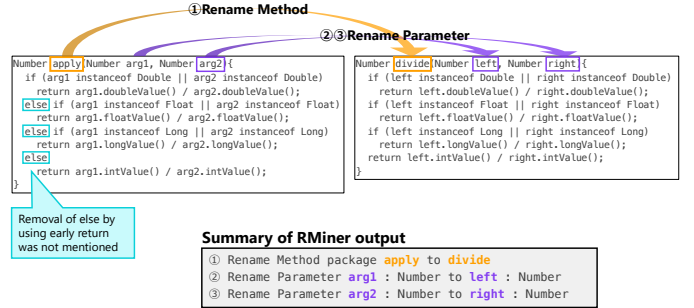 ①Rename Method
②③Rename Parameter
Number apply(Number arg1, Number arg2){
if (arg1 instanceof Double || arg2 instanceof Double)
return arg1.doubleValue() / arg2.doubleValue();
else if (arg1 instanceof Float || arg2 instanceof Float)
return arg1.floatValue() / arg2.floatValue();
else if (arg1 instanceof Long || arg2 instanceof Long)
return arg1.longValue() / arg2.longValue();
else
return arg1.intValue() / arg2.intValue();
}
Number divide(Number left, Number right){
if (left instanceof Double || right instanceof Double)
return left.doubleValue() / right.doubleValue();
if (left instanceof Float || right instanceof Float)
return left.floatValue() / right.floatValue();
if (left instanceof Long || right instanceof Long)
return left.longValue() / right.longValue();
return left.intValue() / right.intValue();
}
Removal of else by
using early return
was not mentioned
Summary of RMiner output
① Rename Method package apply to divide
② Rename Parameter arg1 : Number to left : Number
③ Rename Parameter arg2 : Number to right : Number